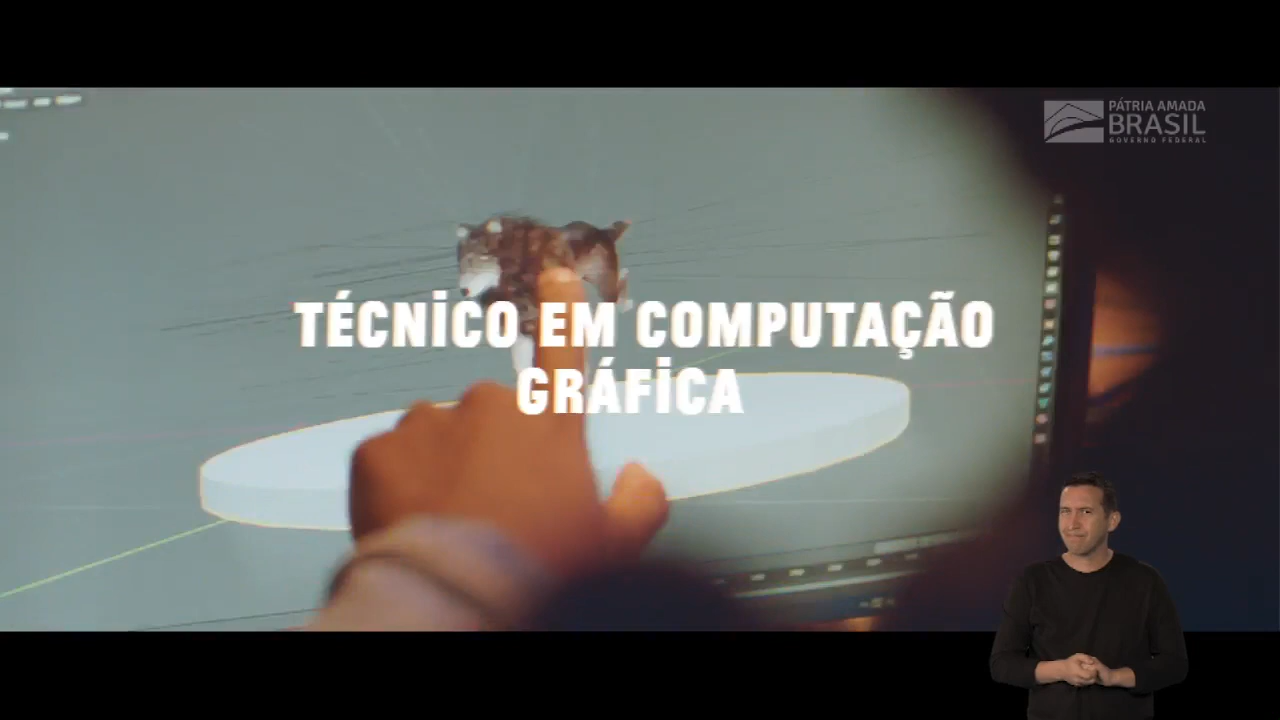 PÁTRIA AMADA
BRASIL
GOVERNO FEDERAL
TÉCNICO EM COMPUTAÇÃO
GRÁFICA